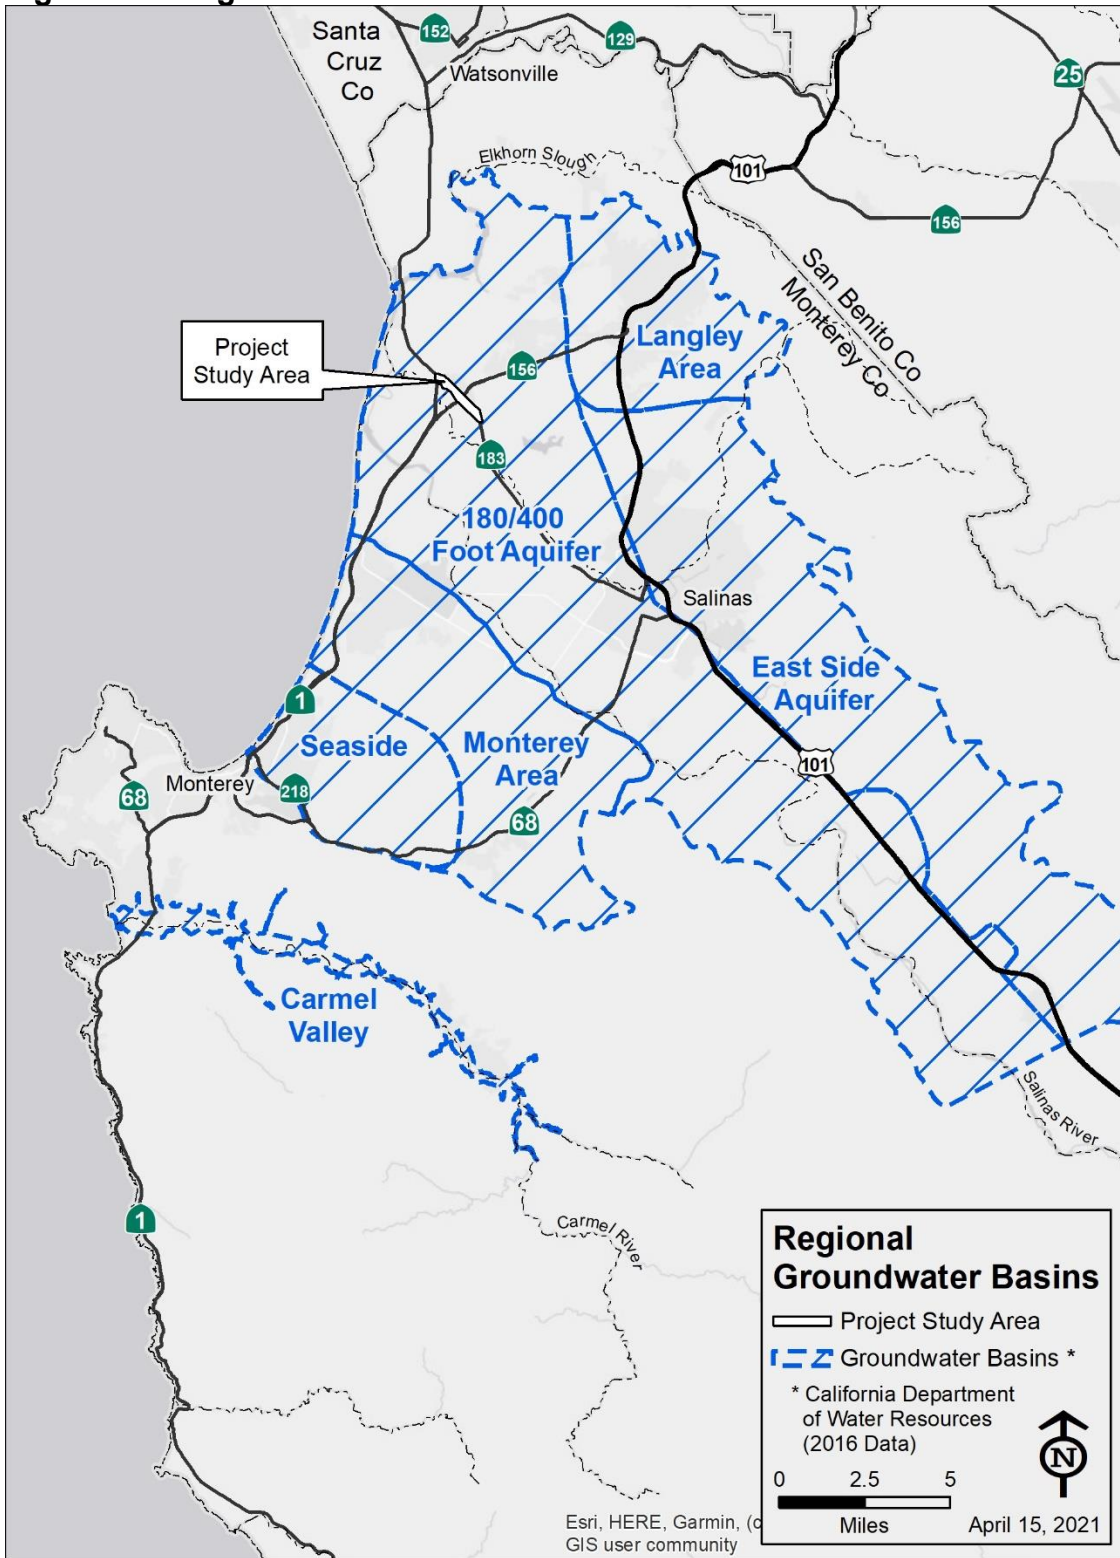 152
Santa
Cruz
Co
129
Watsonville
25
Elkhorn Slough
101
156
San Benito Co
Monterey Co
Project
Study Area
Langley
Area
156
183
180/400
Foot Aquifer
Salinas
East Side
Aquifer
1
Seaside
Monterey
Area
101
Monterey
68
218
68
Carmel
Valley
Salinas River
1
Carmel River
Regional
Groundwater Basins
Project Study Area
Groundwater Basins *
* California Department
of Water Resources
(2016 Data)
N
0 2.5 5
Miles
April 15, 2021
Esri, HERE, Garmin, (c
GIS user community